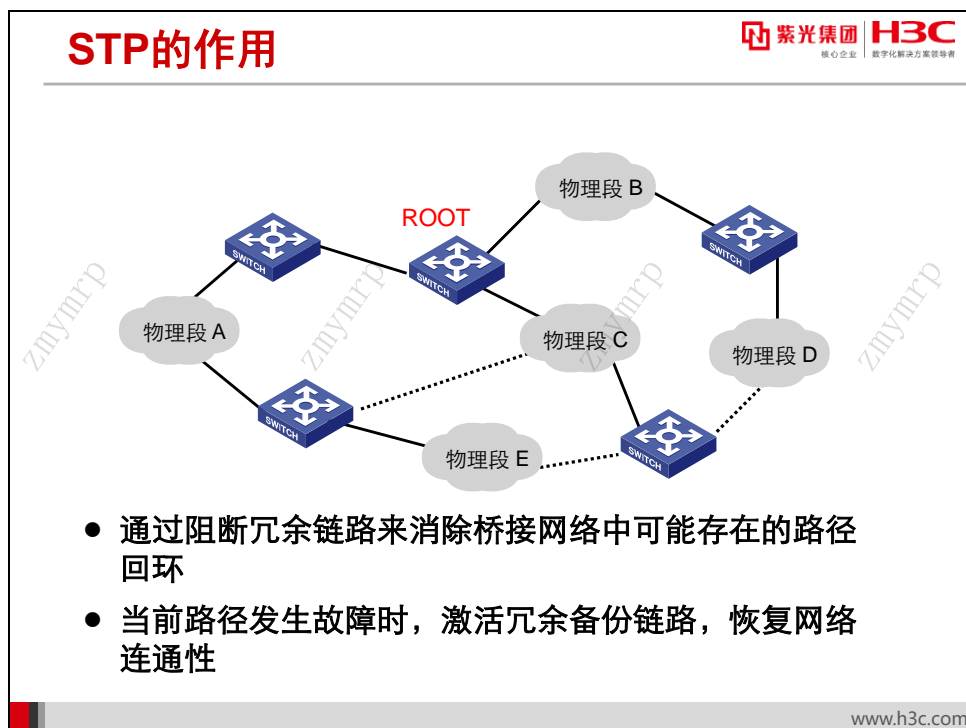 STP的作用
紫光集团 H3C
核心企业 数字化解决方案领导者
物理段 B
ROOT
SWITCH
SWITCH
SWITCH
物理段 A
物理段 C
物理段 D
zmymrp
zmymrp
zmymrp
zmymrp
SWITCH
SWITCH
物理段 E
● 通过阻断冗余链路来消除桥接网络中可能存在的路径
回环
● 当前路径发生故障时，激活冗余备份链路，恢复网络
连通性
www.h3c.com